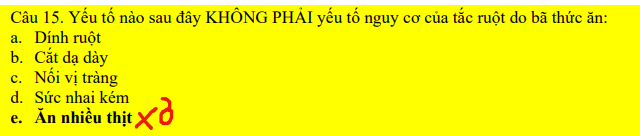 Câu 15. Yếu tố nào sau đây KHÔNG PHẢI yếu tố nguy cơ của tắc ruột do bã thức ăn:
a. Dính ruột
b. Cắt dạ dày
c. Nối vị tràng
d. Sức nhai kém
e. Ăn nhiều thịt